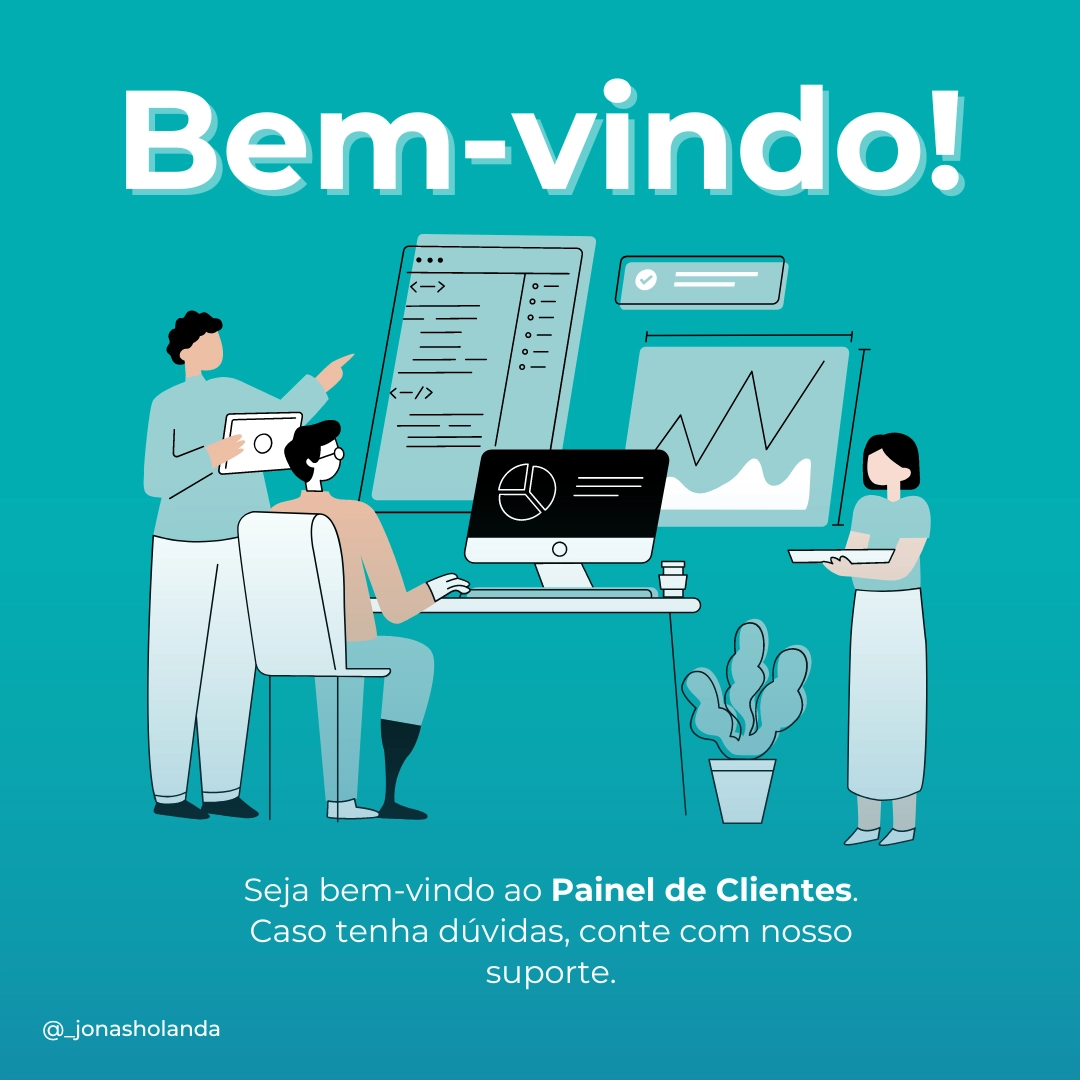 Bem-vindo!
<->
</->
Seja bem-vindo ao Painel de Clientes.
Caso tenha dúvidas, conte com nosso
suporte.
@_jonasholanda